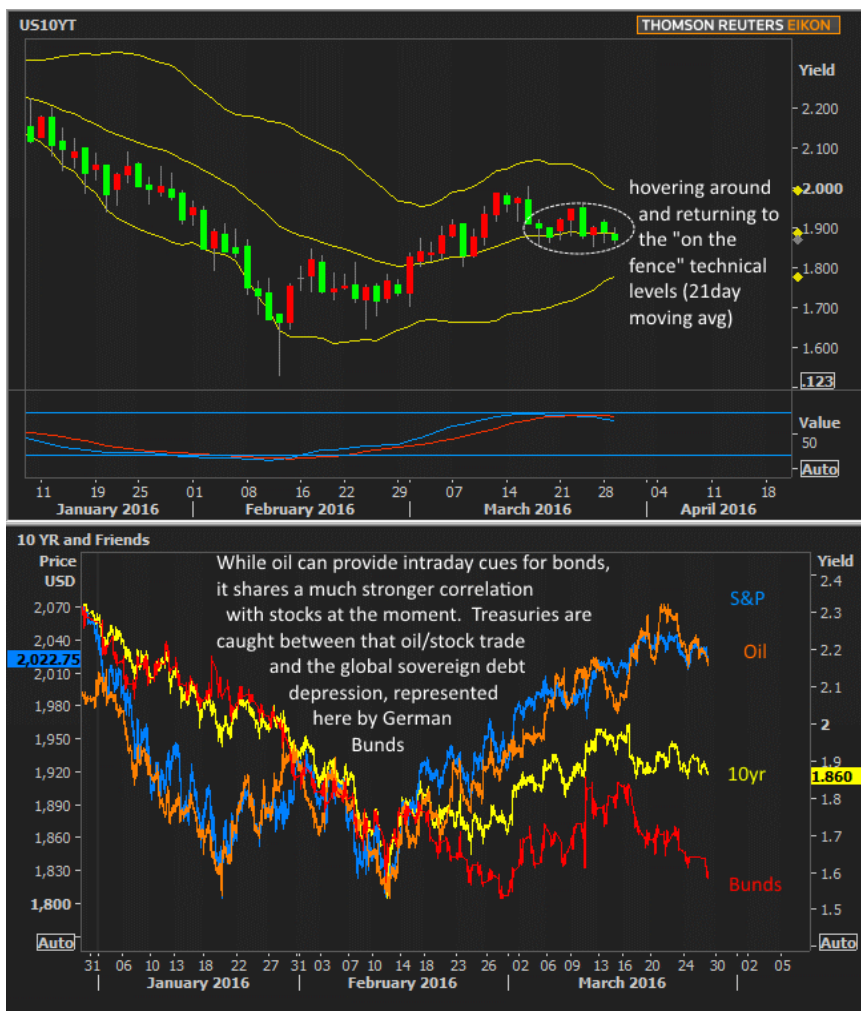 US10YT
THOMSON REUTERS EIKON
Yield
2.200
2.100
2.000
1.900
1.800
1.700
1.600
.123
hovering around
and returning to
the "on the
fence" technical
levels (21day
moving avg)
Value
50
Auto
11 19 25 01 08 16 22 29 07 14 21 28 04 11 18
January 2016 February 2016 March 2016 April 2016
10 YR and Friends
Price
USD
Yield
While oil can provide intraday cues for bonds,
it shares a much stronger correlation
with stocks at the moment. Treasuries are
caught between that oil/stock trade
and the global sovereign debt
depression, represented
here by German
Bunds
S&P
Oil
10yr
Bunds
2,070
2,040
2,022.75
2,010
1,980
1,950
1,920
1,890
1,860
1,830
1,800
Auto
2.4
2.3
2.2
2.1
2
1.9
1.860
1.8
1.7
1.6
1.5
Auto
31 06 10 13 18 22 27 31 03 07 10 14 18 23 26 02 06 09 13 16 20 24 30 02 05
January 2016 February 2016 March 2016